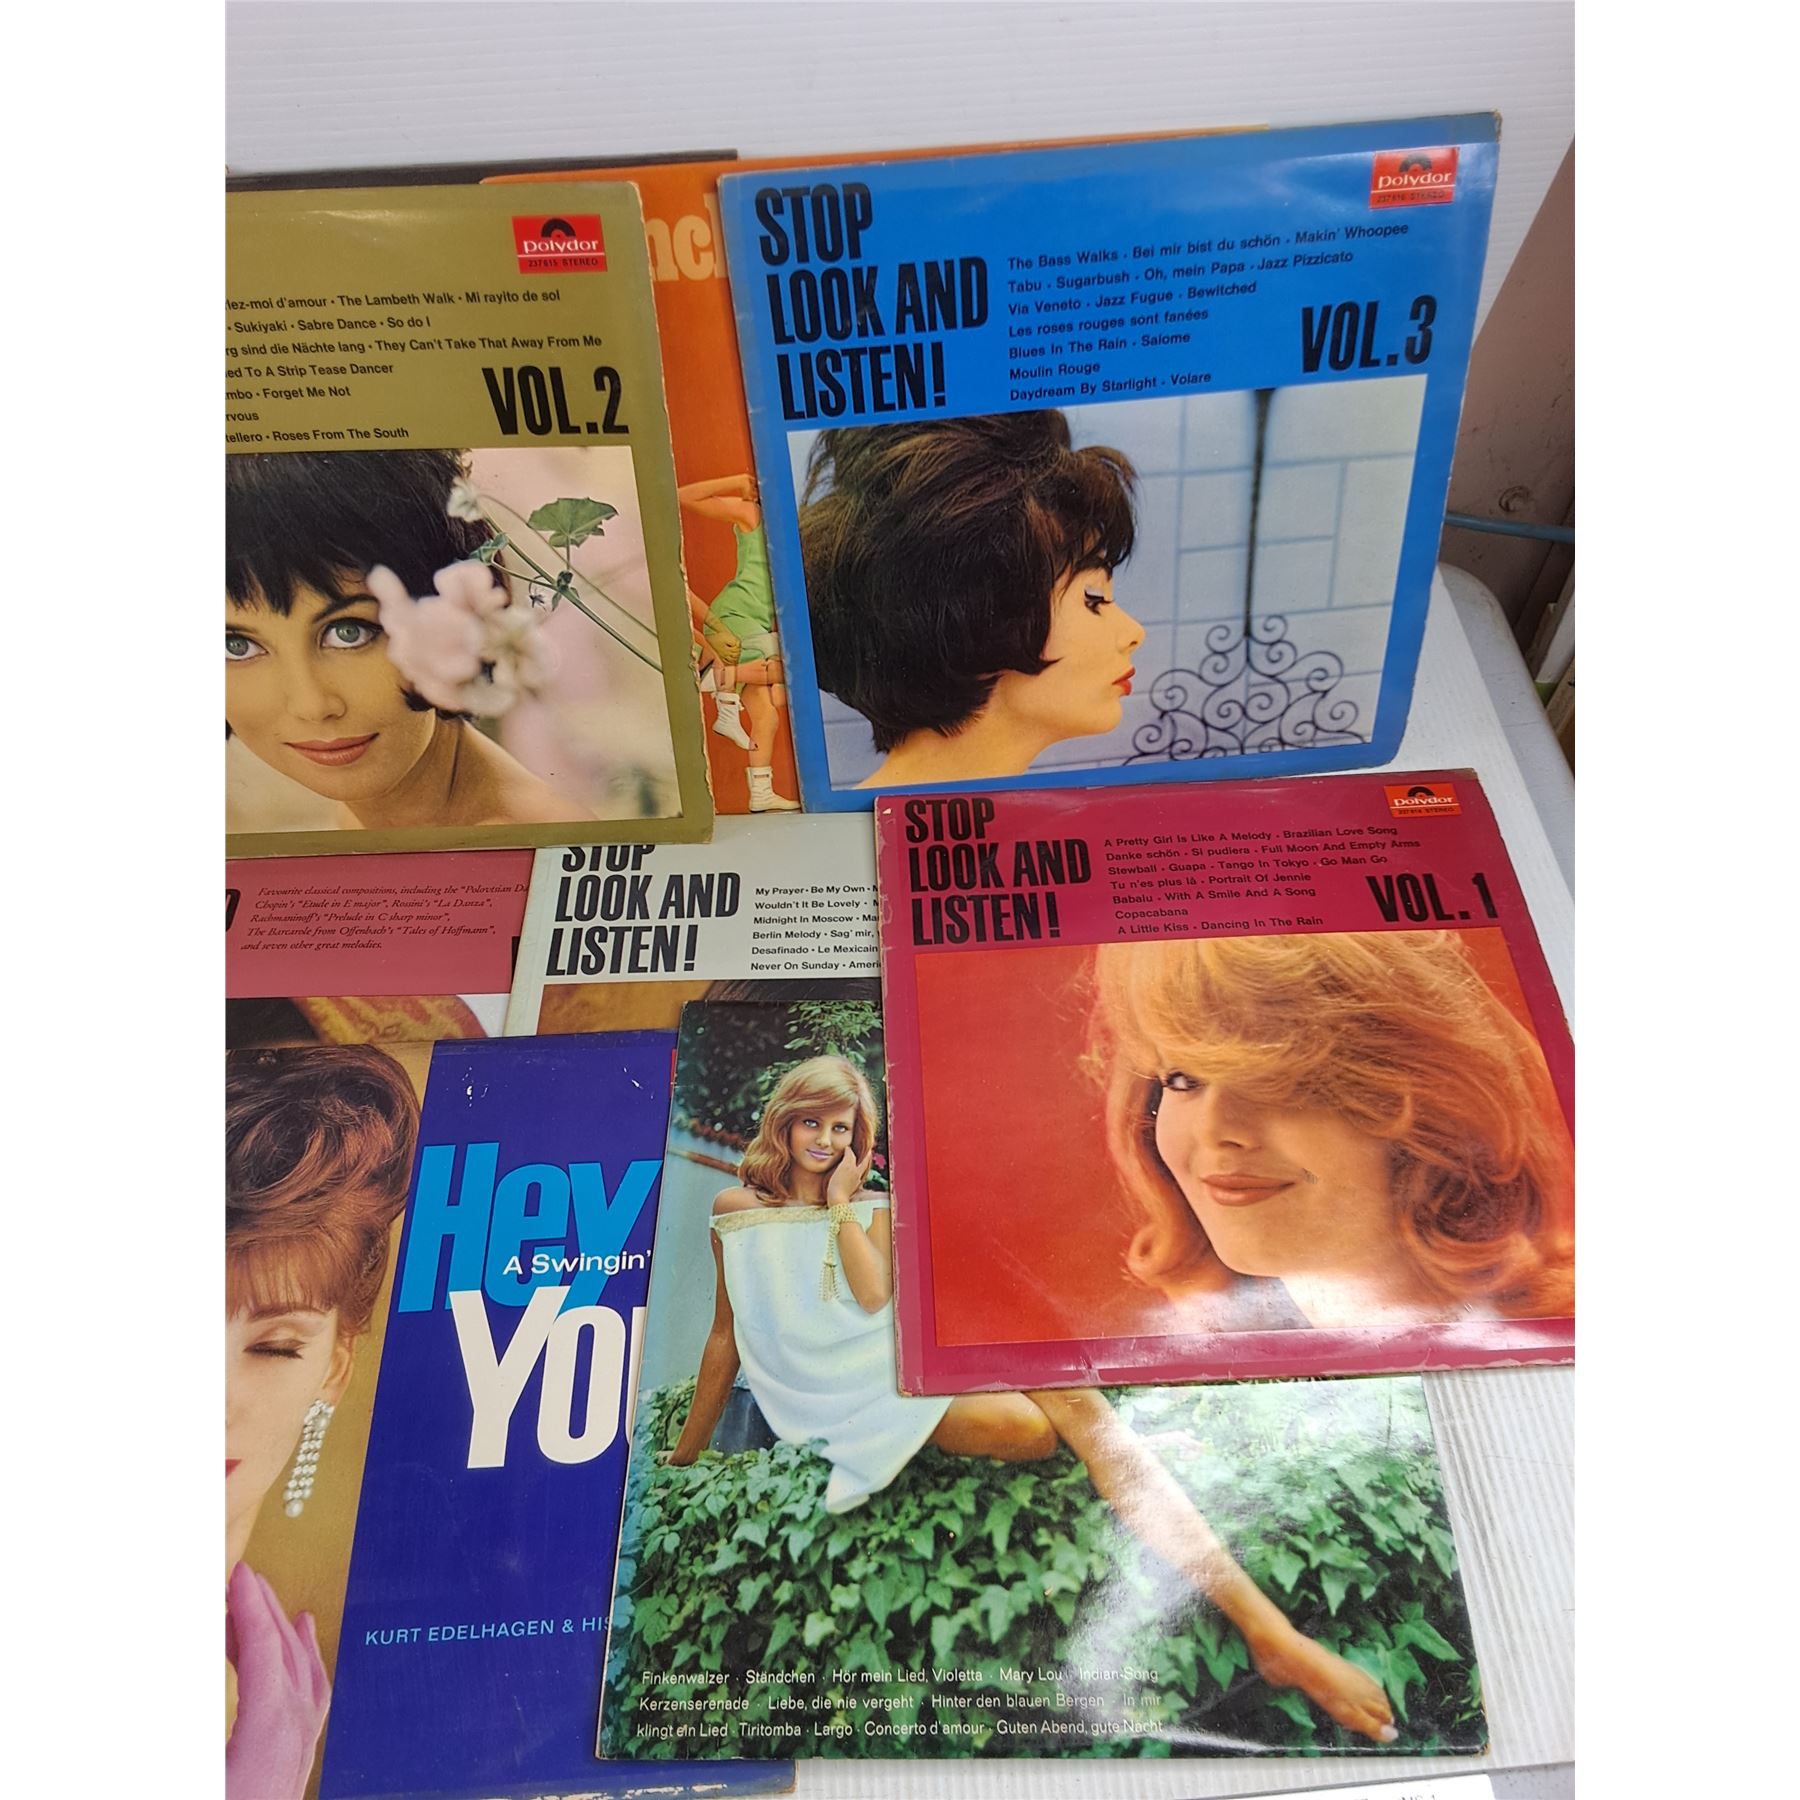 Polydor
237815 STEREO
d'amour • The Lambeth Walk • Mi rayito de sol
• Sukiyaki • Sabre Dance • So do I
sind die Nächte lang • They Can't Take That Away From Me
To A Strip Tease Dancer
• Forget Me Not
• Roses From The South
VOL.2
STOP
LOOK AND
LISTEN!
Polydor
237816 STEREO
The Bass Walks • Bei mir bist du schön • Makin' Whoopee
Tabu • Sugarbush • Oh, mein Papa • Jazz Pizzicato
Via Veneto • Jazz Fugue • Bewitched
Les roses rouges sont fanées
Blues In The Rain • Salome
Moulin Rouge
Daydream By Starlight • Volare
VOL.3
Favourite classical compositions, including the "Polovtsian
Chopin's "Etude in E major", Rossini's "La Danza",
Rachmaninoff's "Prelude in C sharp minor",
The Barcarole from Offenbach's "Tales of Hoffmann",
and seven other great melodies.
STOP
LOOK AND
LISTEN!
My Prayer • Be My Own •
Wouldn't It Be Lovely •
Midnight In Moscow •
Berlin Melody • Sag' mir,
Desafinado • Le Mexicain
Never On Sunday •
STOP
LOOK AND
LISTEN!
Polydor
237814 STEREO
A Pretty Girl Is Like A Melody • Brazilian Love Song
Danke schön • Si pudiera • Full Moon And Empty Arms
Stewball • Guapa • Tango In Tokyo • Go Man Go
Tu n'es plus là • Portrait Of Jennie
Babalu • With A Smile And A Song
Copacabana
A Little Kiss • Dancing In The Rain
VOL.1
Hey
A Swingin'
You
KURT EDELHAGEN & HIS
Finkenwalzer · Ständchen · Hör mein Lied, Violetta · Mary Lou · Indian-Song
Kerzenserenade · Liebe, die nie vergeht · Hinter den blauen Bergen · In mir
klingt ein Lied · Tiritomba · Largo · Concerto d'amour · Guten Abend, gute Nacht